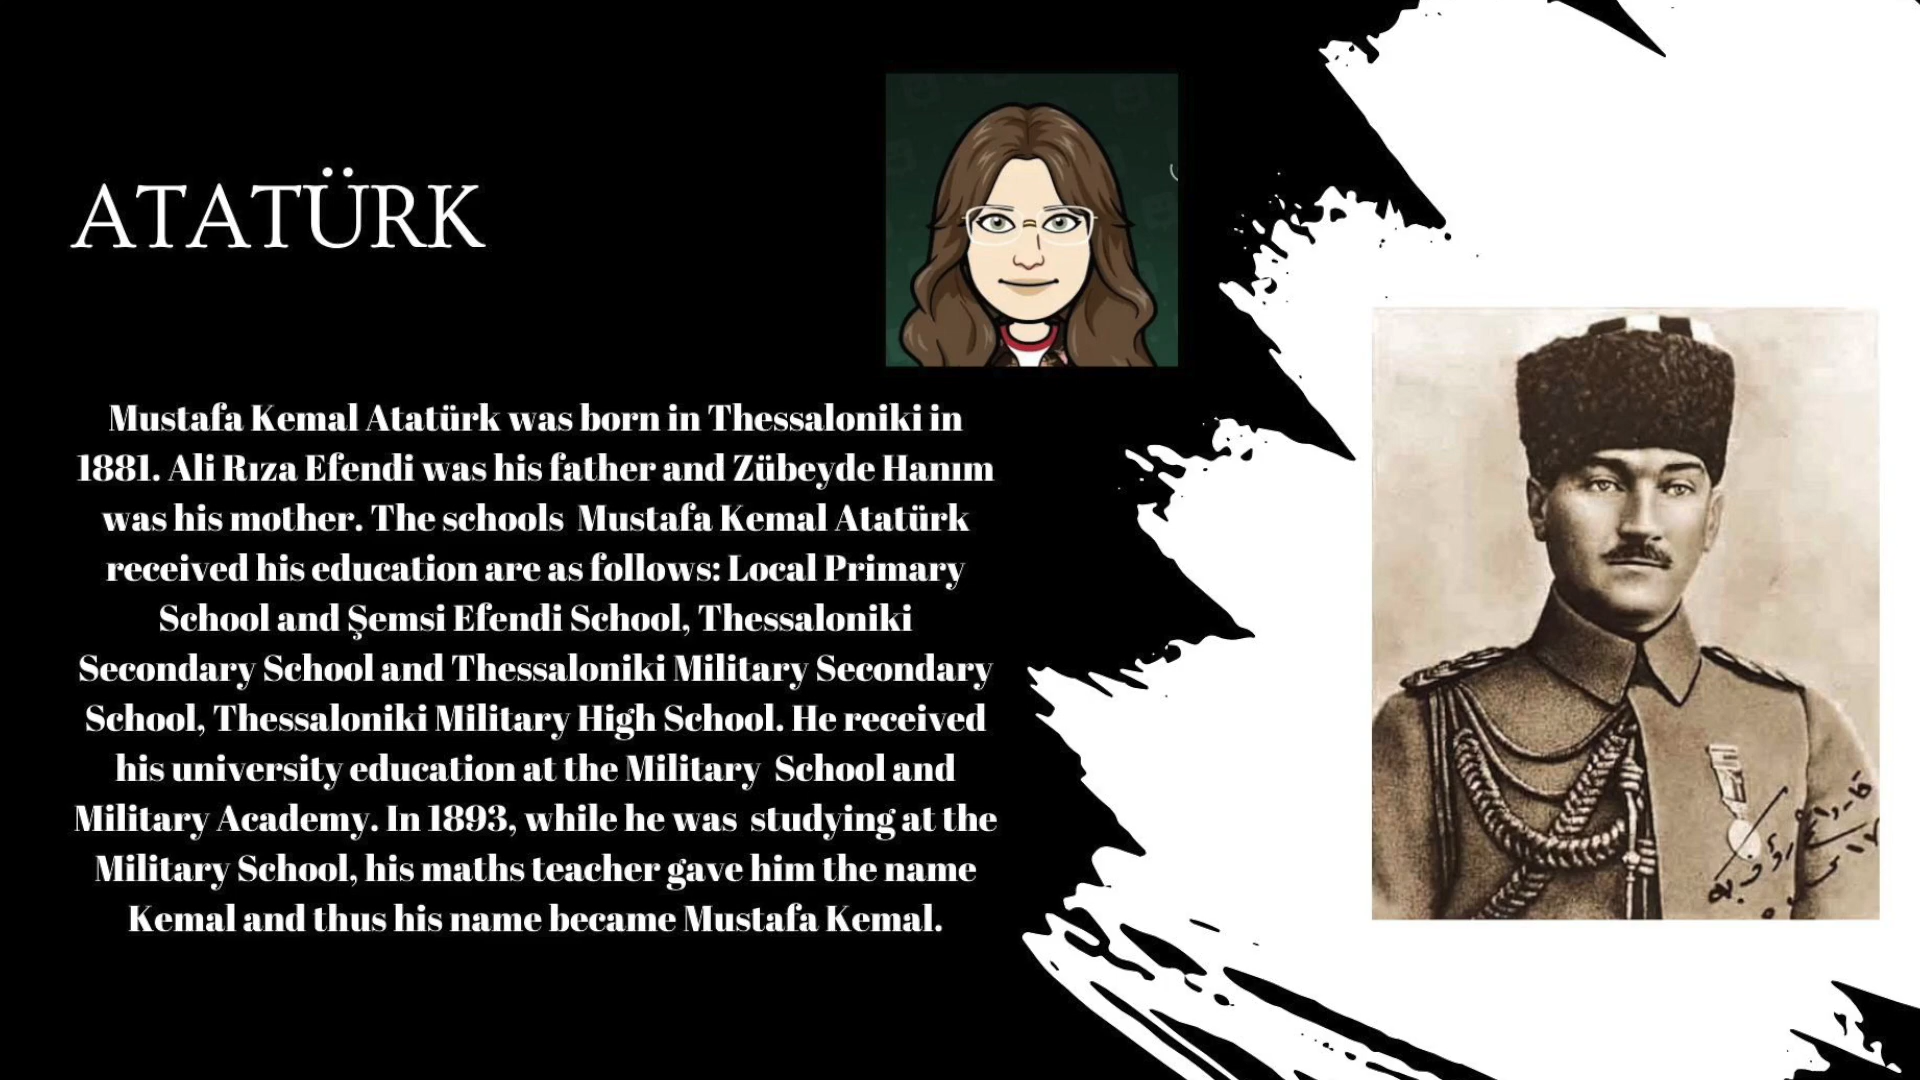 ATATÜRK
Mustafa Kemal Atatürk was born in Thessaloniki in
1881. Ali Rıza Efendi was his father and Zübeyde Hanım
was his mother. The schools  Mustafa Kemal Atatürk
received his education are as follows: Local Primary
School and Şemsi Efendi School, Thessaloniki
Secondary School and Thessaloniki Military Secondary
School, Thessaloniki Military High School. He received
his university education at the Military  School and
Military Academy. In 1893, while he was  studying at the
Military School, his maths teacher gave him the name
Kemal and thus his name became Mustafa Kemal.